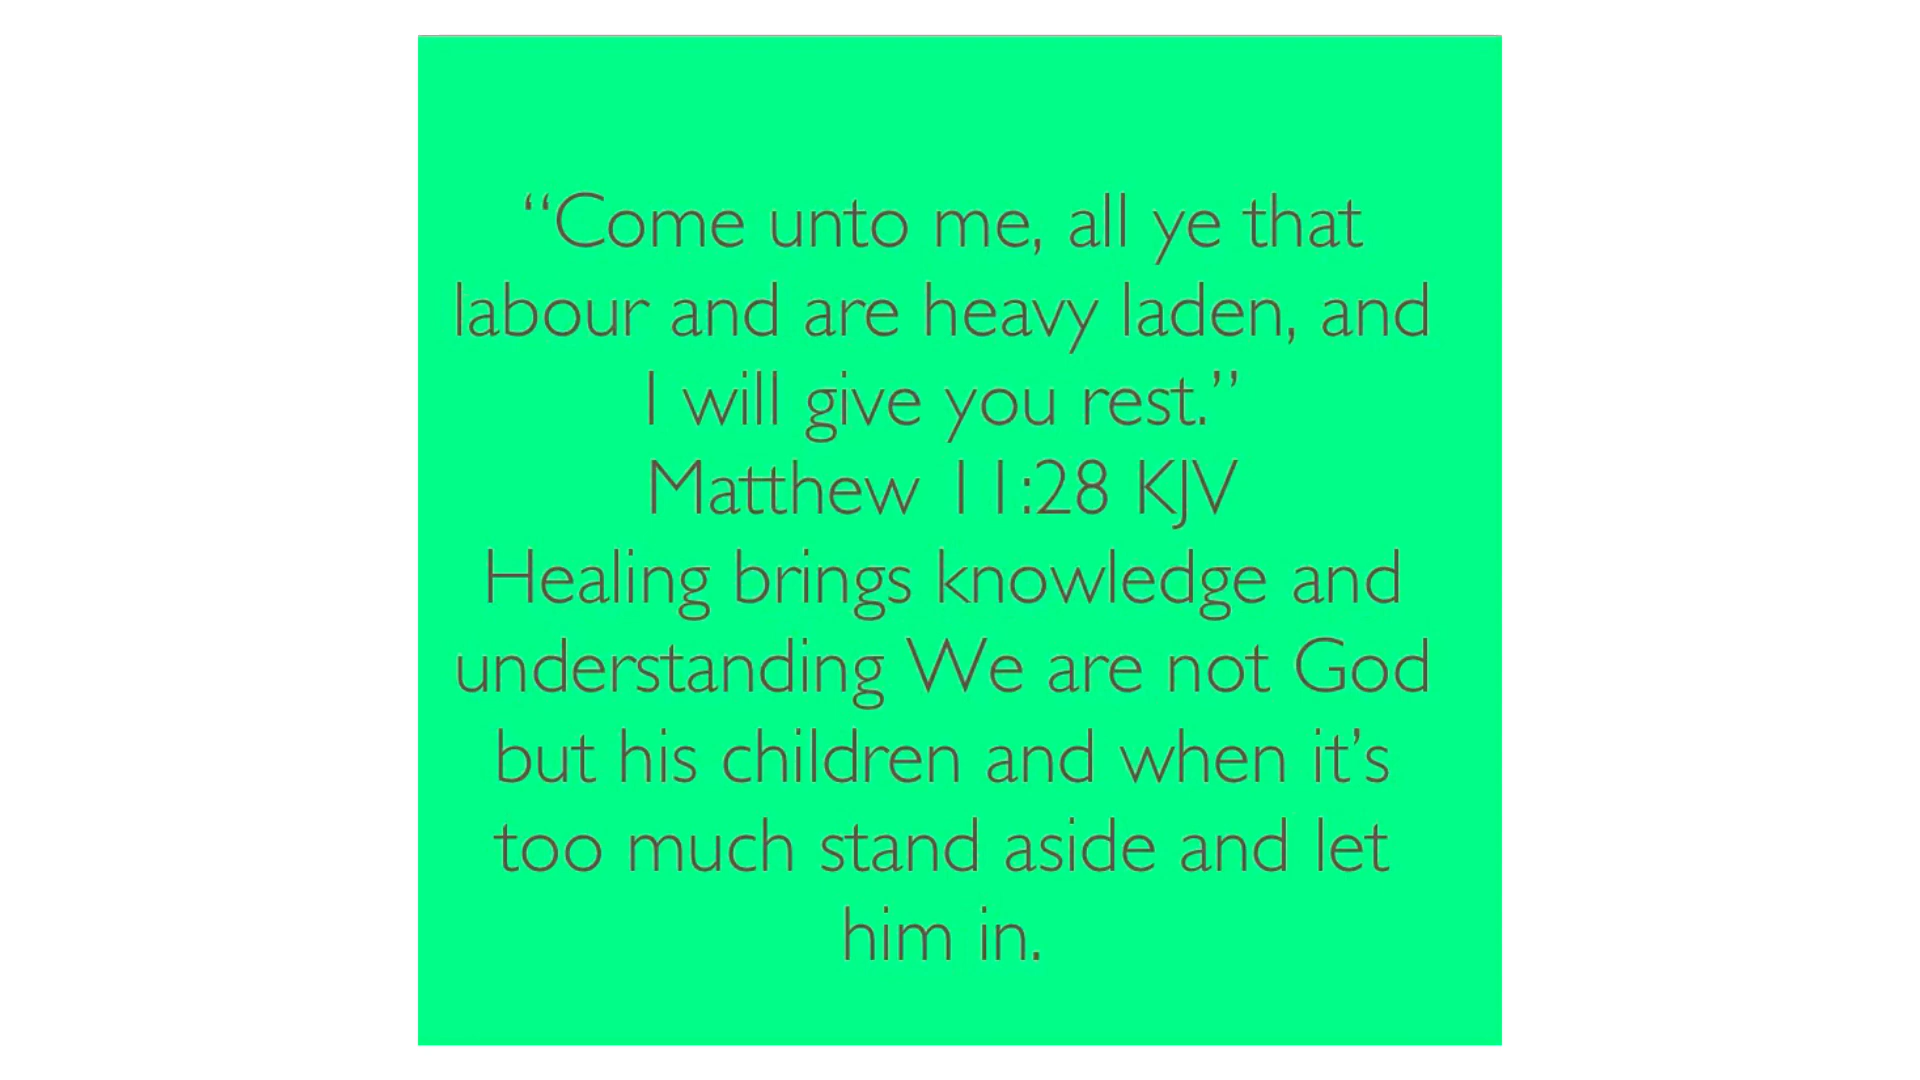 “Come unto me, all ye that
labour and are heavy laden, and
I will give you rest.”
Matthew 11:28 KJV
Healing brings knowledge and
understanding We are not God
but his children and when it’s
too much stand aside and let
him in.